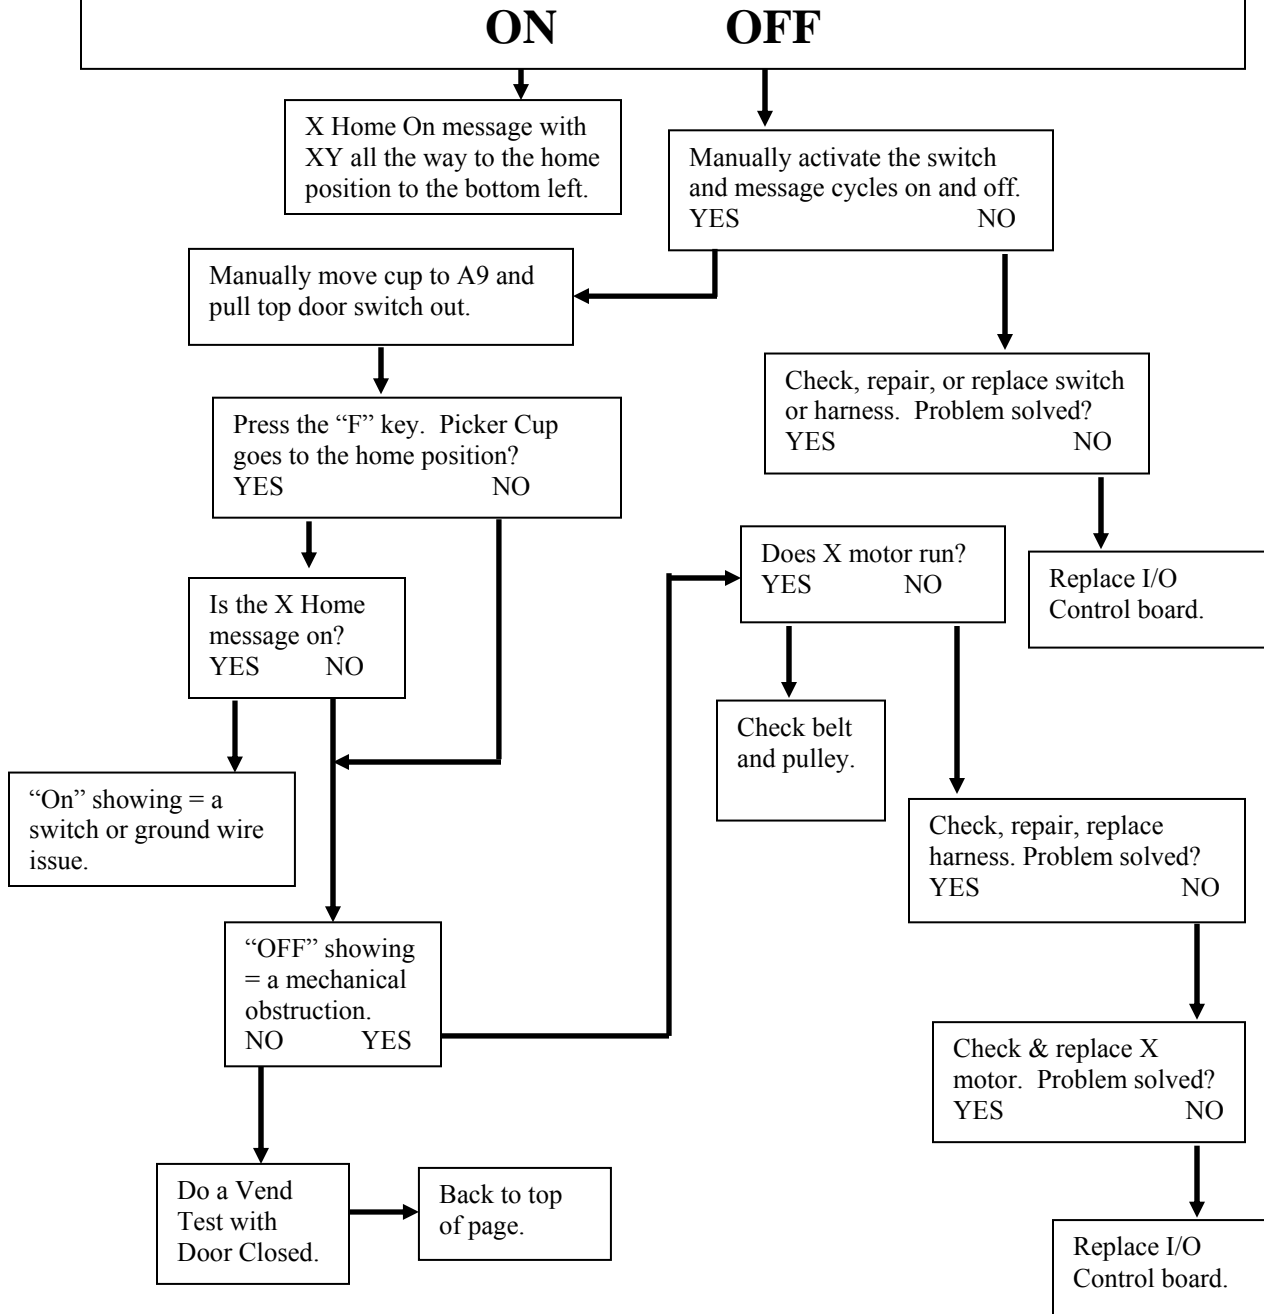 ON OFF
X Home On message with
XY all the way to the home
position to the bottom left.
Manually activate the switch
and message cycles on and off.
YES NO
Manually move cup to A9 and
pull top door switch out.
Check, repair, or replace switch
or harness. Problem solved?
YES NO
Press the “F” key. Picker Cup
goes to the home position?
YES NO
Does X motor run?
YES NO
Replace I/O
Control board.
Is the X Home
message on?
YES NO
Check belt
and pulley.
“On” showing = a
switch or ground wire
issue.
Check, repair, replace
harness. Problem solved?
YES NO
“OFF” showing
= a mechanical
obstruction.
NO YES
Check & replace X
motor. Problem solved?
YES NO
Do a Vend
Test with
Door Closed.
Back to top
of page.
Replace I/O
Control board.